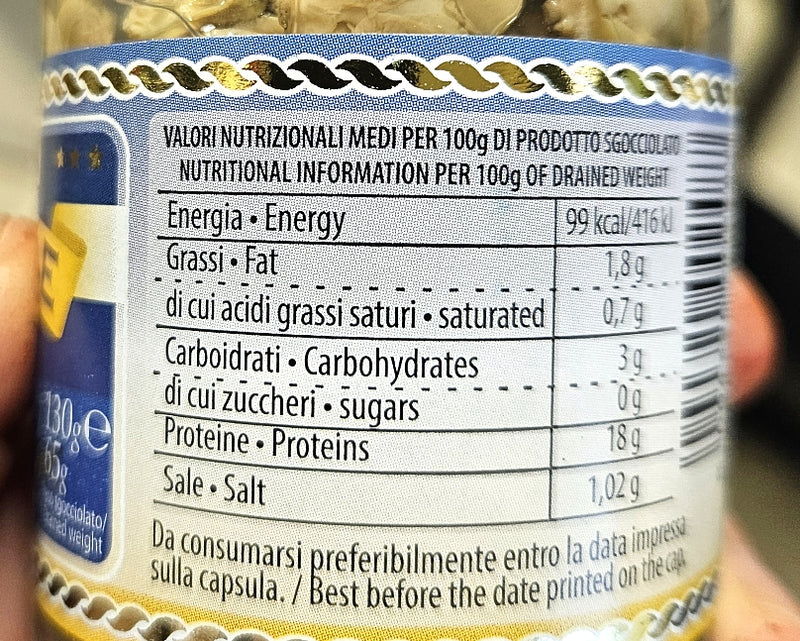 VALORI NUTRIZIONALI MEDI PER 100g DI PRODOTTO SGOCCIOLATO
NUTRITIONAL INFORMATION PER 100g OF DRAINED WEIGHT
Energia • Energy 99 kcal/416 kJ
Grassi • Fat 1,8 g
di cui acidi grassi saturi • saturated 0,7 g
Carboidrati • Carbohydrates 3 g
di cui zuccheri • sugars 0 g
Proteine • Proteins 18 g
Sale • Salt 1,02 g
Da consumarsi preferibilmente entro la data impressa
sulla capsula. / Best before the date printed on the cap.
E
130g e
65g
weight